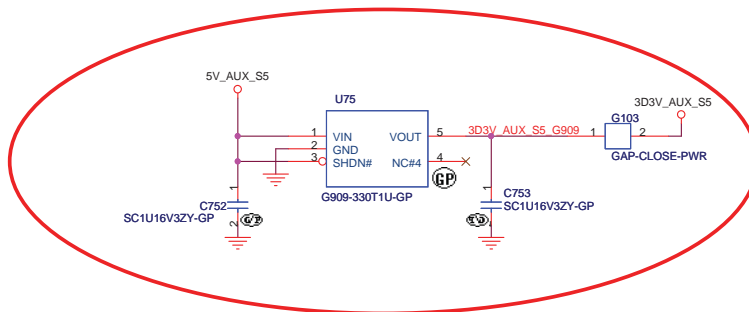 5V_AUX_S5
3D3V_AUX_S5
U75
G103
1 VIN VOUT 5 3D3V_AUX_S5_G909 1 2
2 GND
3 SHDN# NC#4 4
GAP-CLOSE-PWR
GP
G909-330T1U-GP
1
C752
SC1U16V3ZY-GP
2
1
C753
SC1U16V3ZY-GP
2